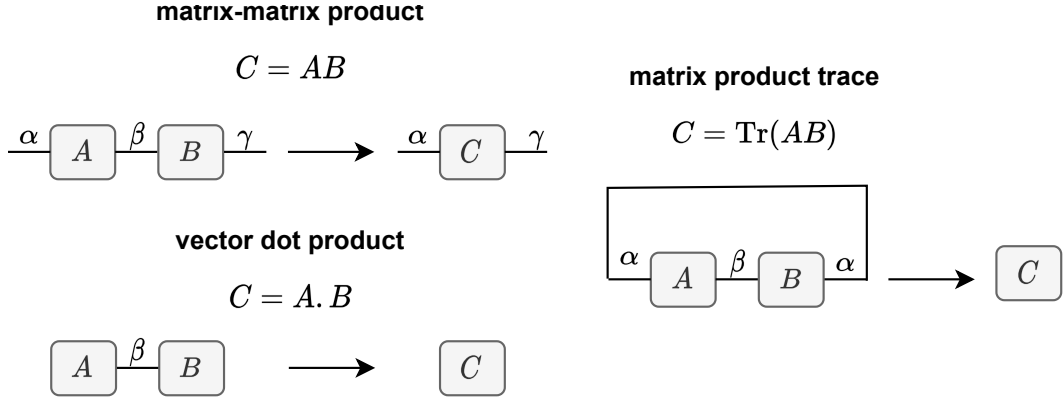 matrix-matrix product
C = AB
α A β B γ α C γ
vector dot product
C = A. B
A β B C
matrix product trace
C = Tr(AB)
α A β B α C